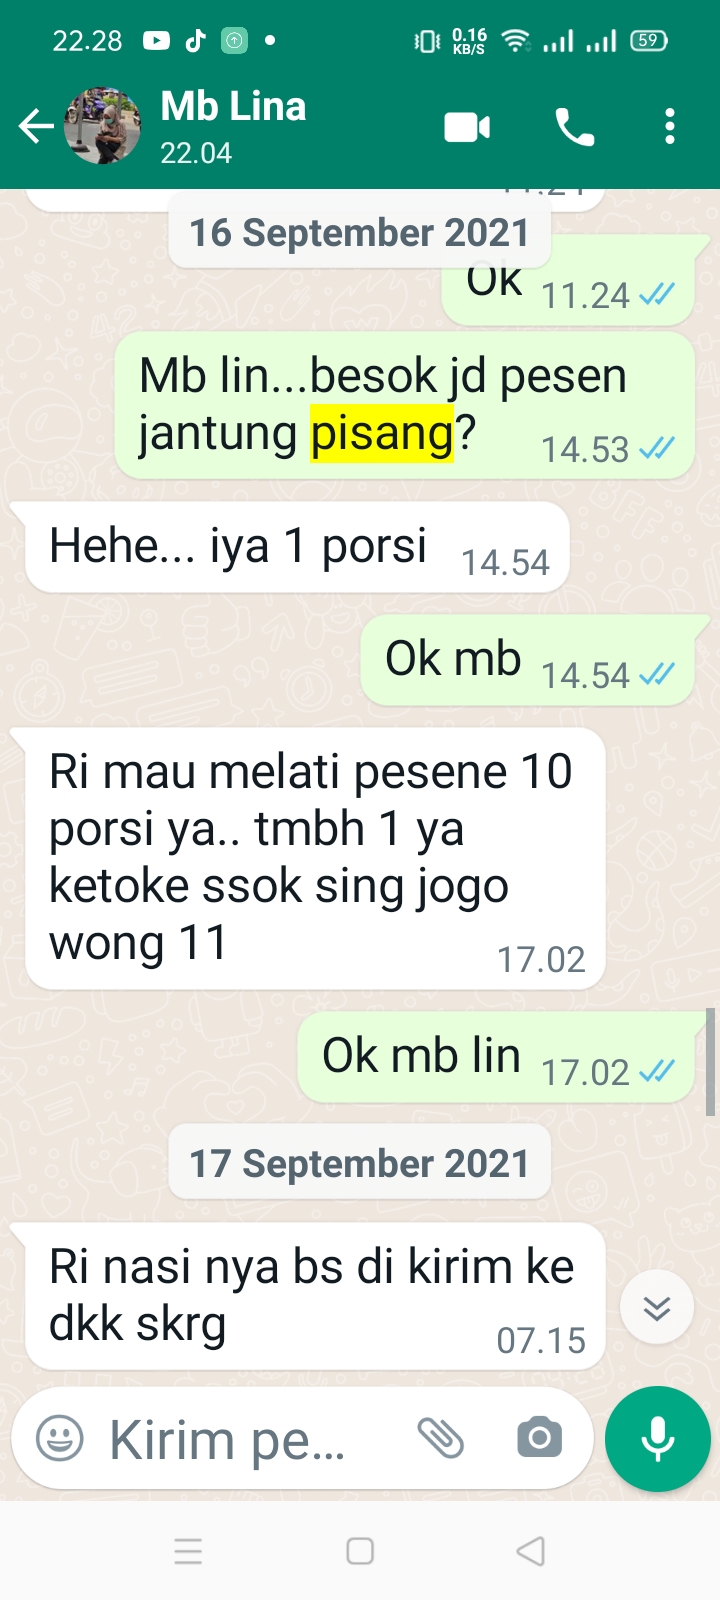 22.28
0.16
KB/S
59
Mb Lina
22.04
16 September 2021
Ok 11.24
Mb lin...besok jd pesen
jantung pisang? 14.53
Hehe... iya 1 porsi 14.54
Ok mb 14.54
Ri mau melati pesene 10
porsi ya.. tmbh 1 ya
ketoke ssok sing jogo
wong 11 17.02
Ok mb lin 17.02
17 September 2021
Ri nasi nya bs di kirim ke
dkk skrg 07.15
Kirim pe...